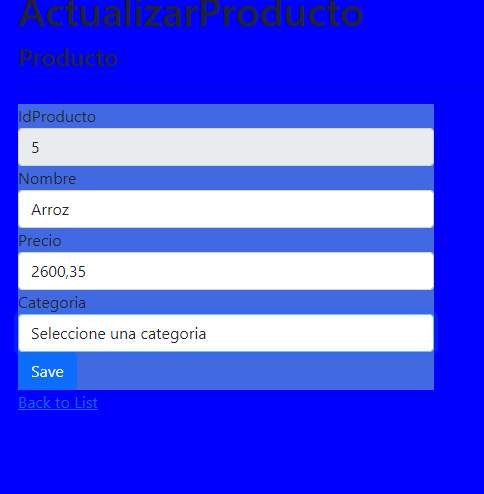 ActualizarProducto
Producto
IdProducto
5
Nombre
Arroz
Precio
2600,35
Categoria
Seleccione una categoria
Save
Back to List